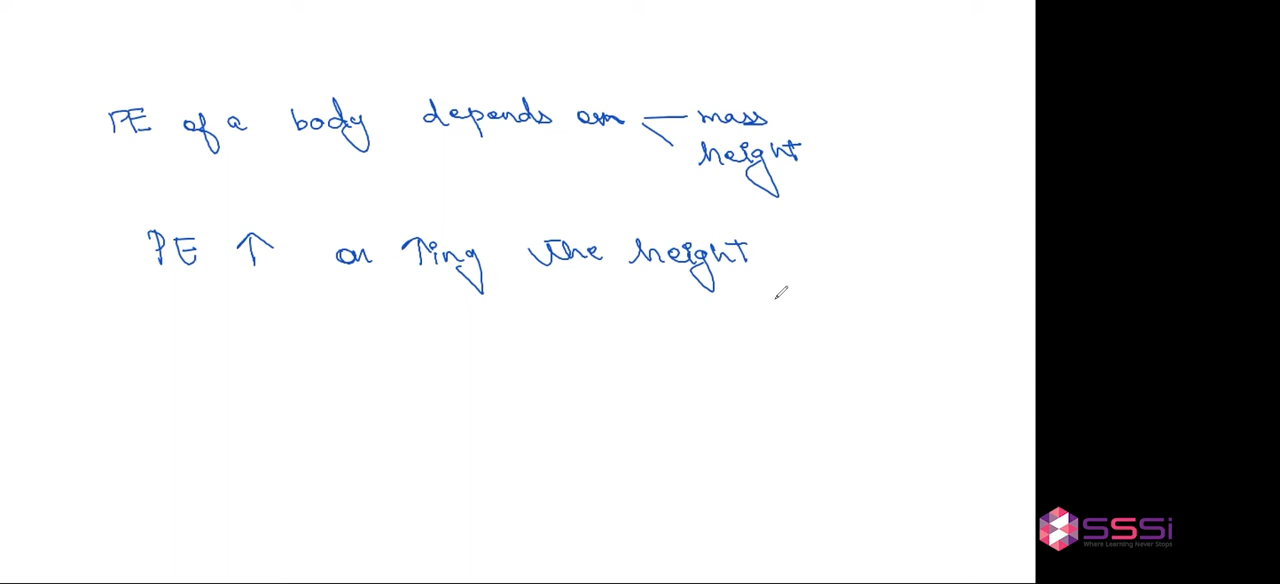 PE of a body depends on mass
height
PE ↑ on ↑ing the height
SSSi
Where Learning Never Stops